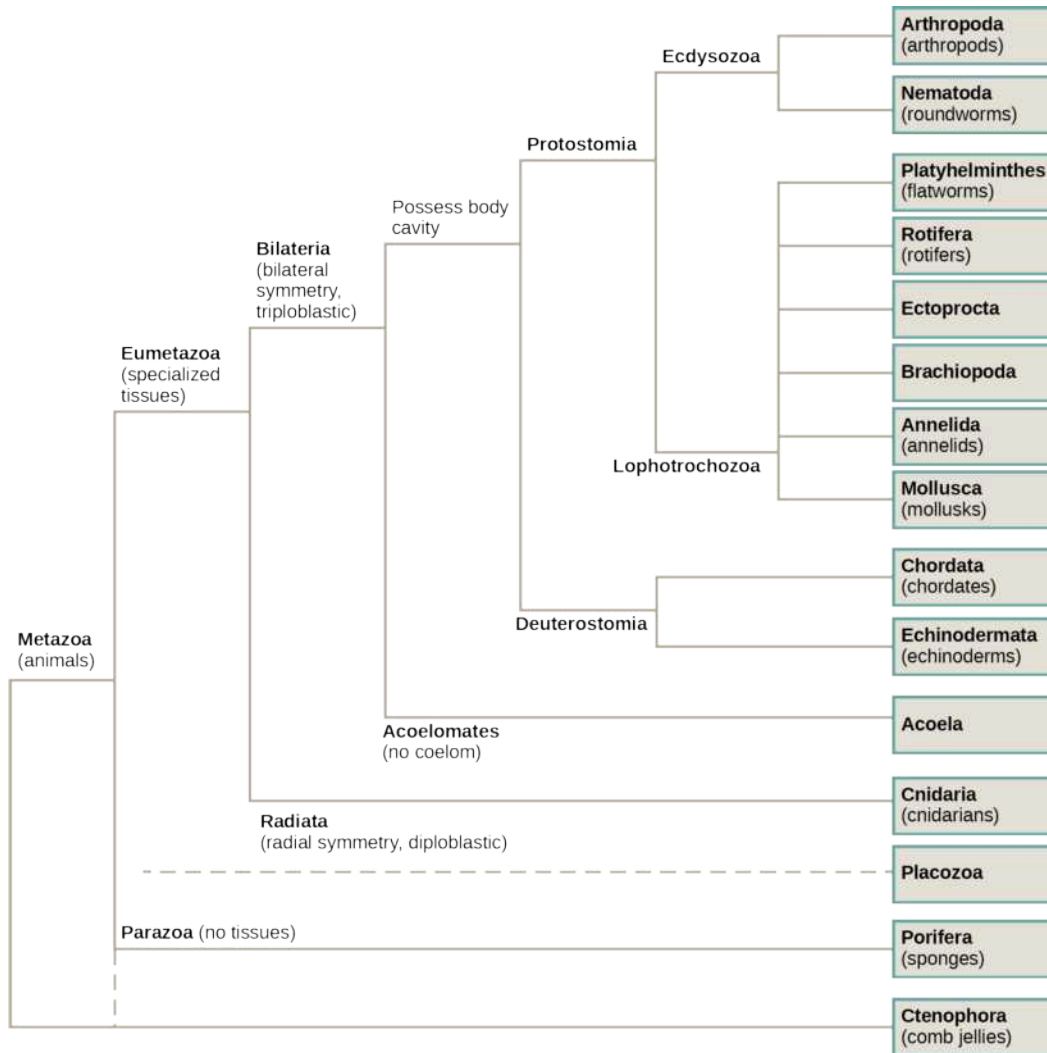 Arthropoda
(arthropods)
Ecdysozoa
Nematoda
(roundworms)
Protostomia
Platyhelminthes
(flatworms)
Possess body
cavity
Rotifera
(rotifers)
Bilateria
(bilateral
symmetry,
triploblastic)
Ectoprocta
Eumetazoa
(specialized
tissues)
Brachiopoda
Annelida
(annelids)
Lophotrochozoa
Mollusca
(mollusks)
Chordata
(chordates)
Deuterostomia
Echinodermata
(echinoderms)
Metazoa
(animals)
Acoelomates
(no coelom)
Acoela
Cnidaria
(cnidarians)
Radiata
(radial symmetry, diploblastic)
Placozoa
Parazoa (no tissues)
Porifera
(sponges)
Ctenophora
(comb jellies)